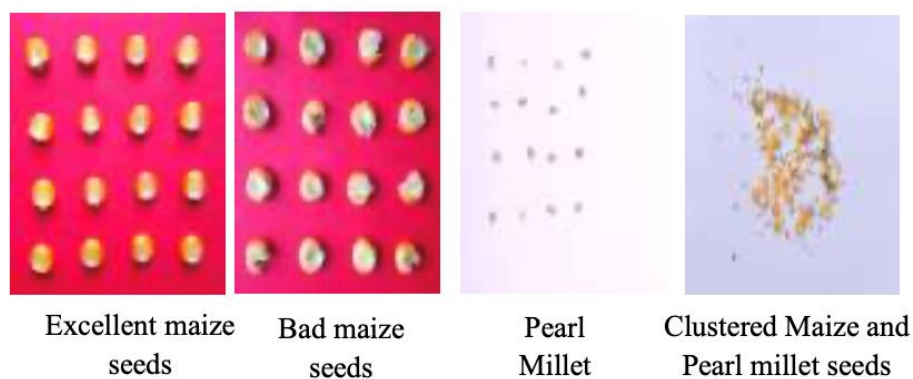 Excellent maize
seeds
Bad maize
seeds
Pearl
Millet
Clustered Maize and
Pearl millet seeds